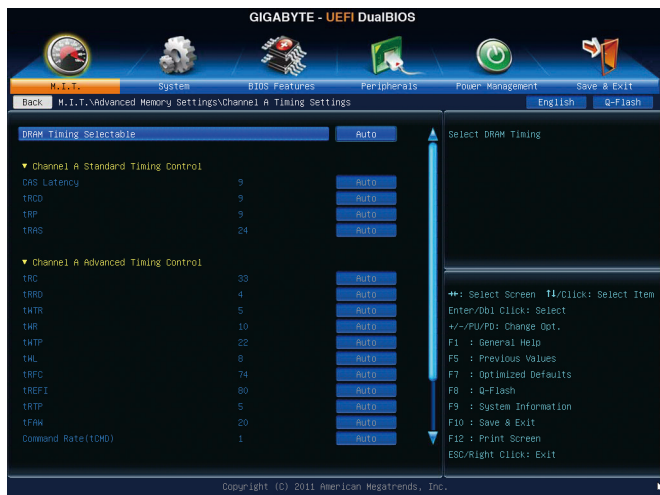 GIGABYTE - UEFI DualBIOS
M.I.T. System BIOS Features Peripherals Power Management Save & Exit
Back M.I.T.\Advanced Memory Settings\Channel A Timing Settings English Q-Flash
DRAM Timing Selectable Auto
▼ Channel A Standard Timing Control
CAS Latency 9 Auto
tRCD 9 Auto
tRP 9 Auto
tRAS 24 Auto
▼ Channel A Advanced Timing Control
tRC 33 Auto
tRRD 4 Auto
tWTR 5 Auto
tWR 10 Auto
tWTP 22 Auto
tWL 8 Auto
tRFC 74 Auto
tREFI 80 Auto
tRTP 5 Auto
tFAW 20 Auto
Command Rate(tCMD) 1 Auto
Select DRAM Timing
→←: Select Screen ↑↓/Click: Select Item
Enter/Dbl Click: Select
+/-/PU/PD: Change Opt.
F1 : General Help
F5 : Previous Values
F7 : Optimized Defaults
F8 : Q-Flash
F9 : System Information
F10 : Save & Exit
F12 : Print Screen
ESC/Right Click: Exit
Copyright (C) 2011 American Megatrends, Inc.